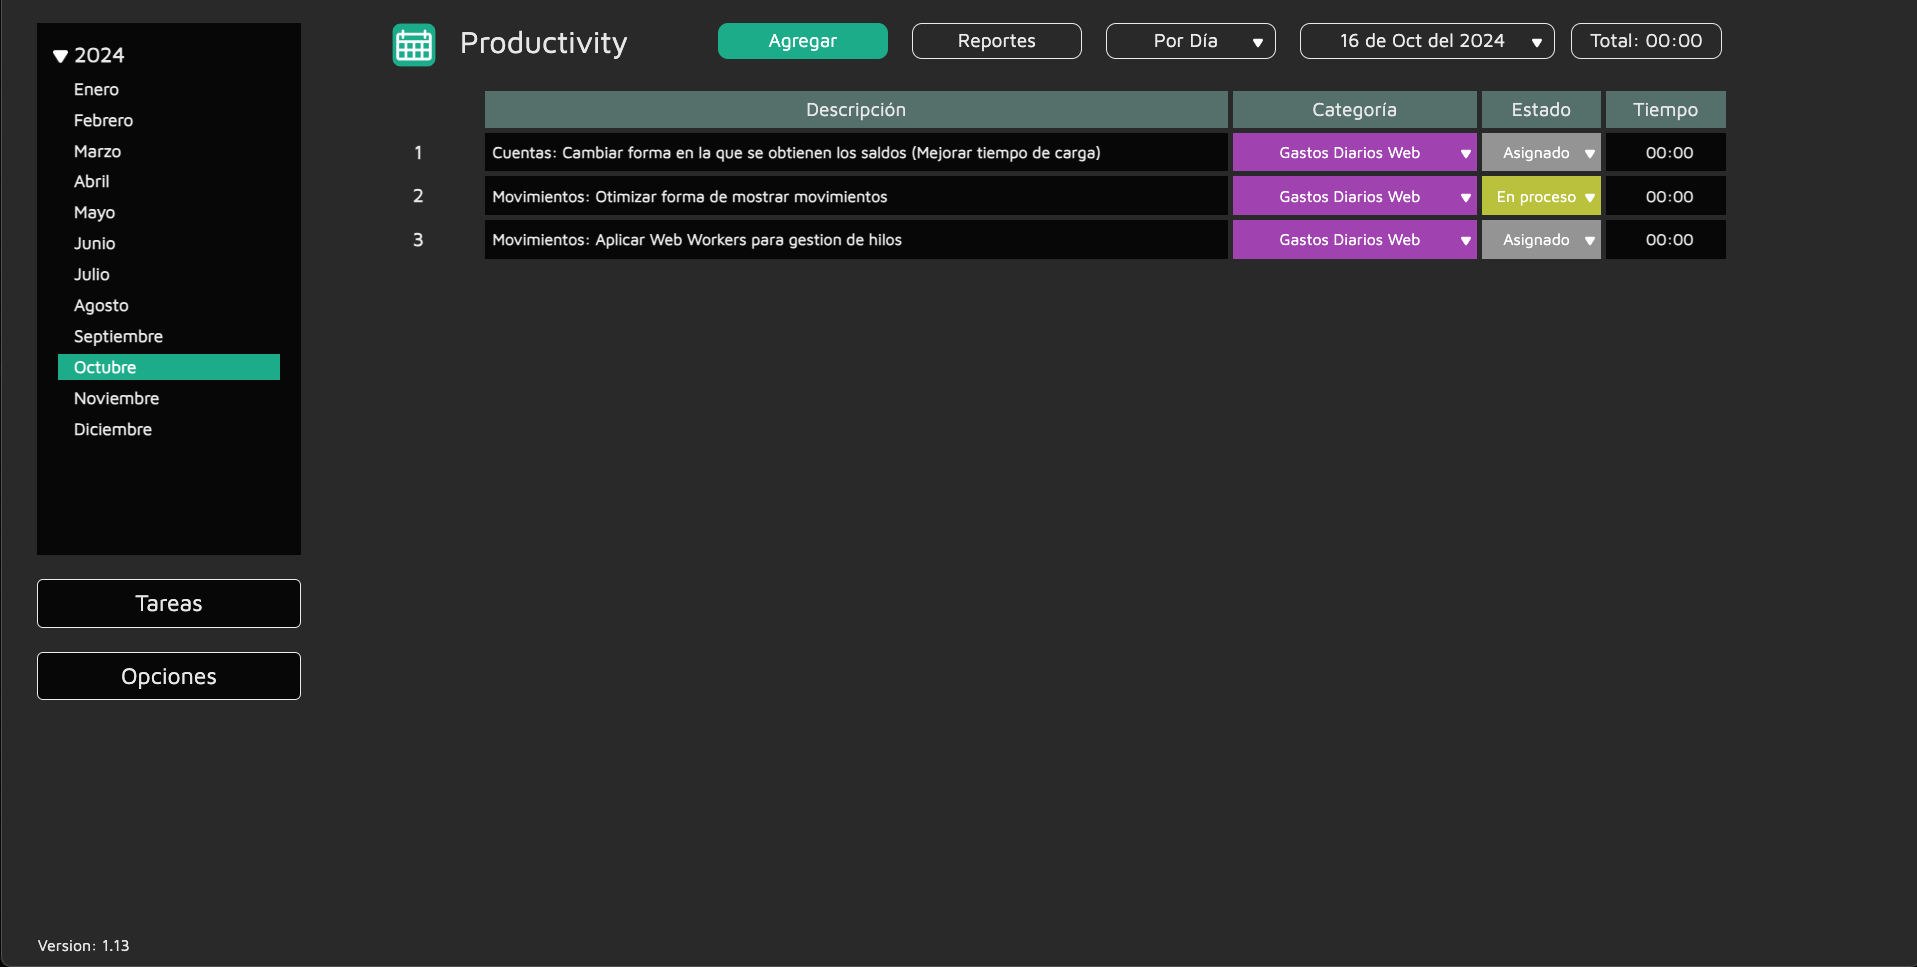 2024
Enero
Febrero
Marzo
Abril
Mayo
Junio
Julio
Agosto
Septiembre
Octubre
Noviembre
Diciembre
Tareas
Opciones
Version: 1.13
Productivity
Agregar
Reportes
Por Día
16 de Oct del 2024
Total: 00:00
Descripción Categoría Estado Tiempo
1 Cuentas: Cambiar forma en la que se obtienen los saldos (Mejorar tiempo de carga) Gastos Diarios Web Asignado 00:00
2 Movimientos: Otimizar forma de mostrar movimientos Gastos Diarios Web En proceso 00:00
3 Movimientos: Aplicar Web Workers para gestion de hilos Gastos Diarios Web Asignado 00:00